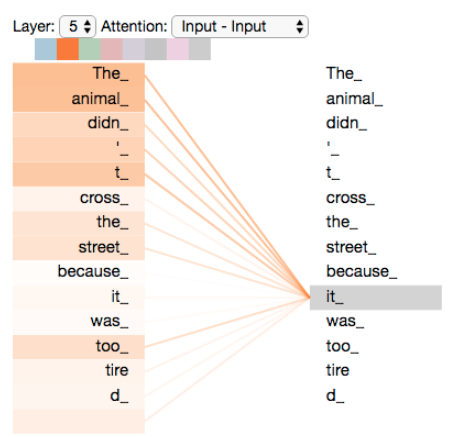 Layer: 5 Attention: Input - Input
The_ The_
animal_ animal_
didn_ didn_
'_ '_
t_ t_
cross_ cross_
the_ the_
street_ street_
because_ because_
it_ it_
was_ was_
too_ too_
tire tire
d_ d_